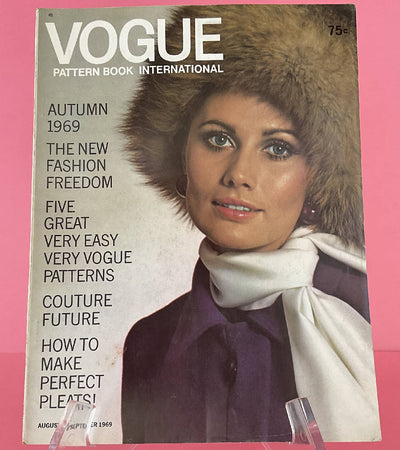 VOGUE
75c
PATTERN BOOK INTERNATIONAL
AUTUMN
1969
THE NEW
FASHION
FREEDOM
FIVE
GREAT
VERY EASY
VERY VOGUE
PATTERNS
COUTURE
FUTURE
HOW TO
MAKE
PERFECT
PLEATS!
AUGUST 1969